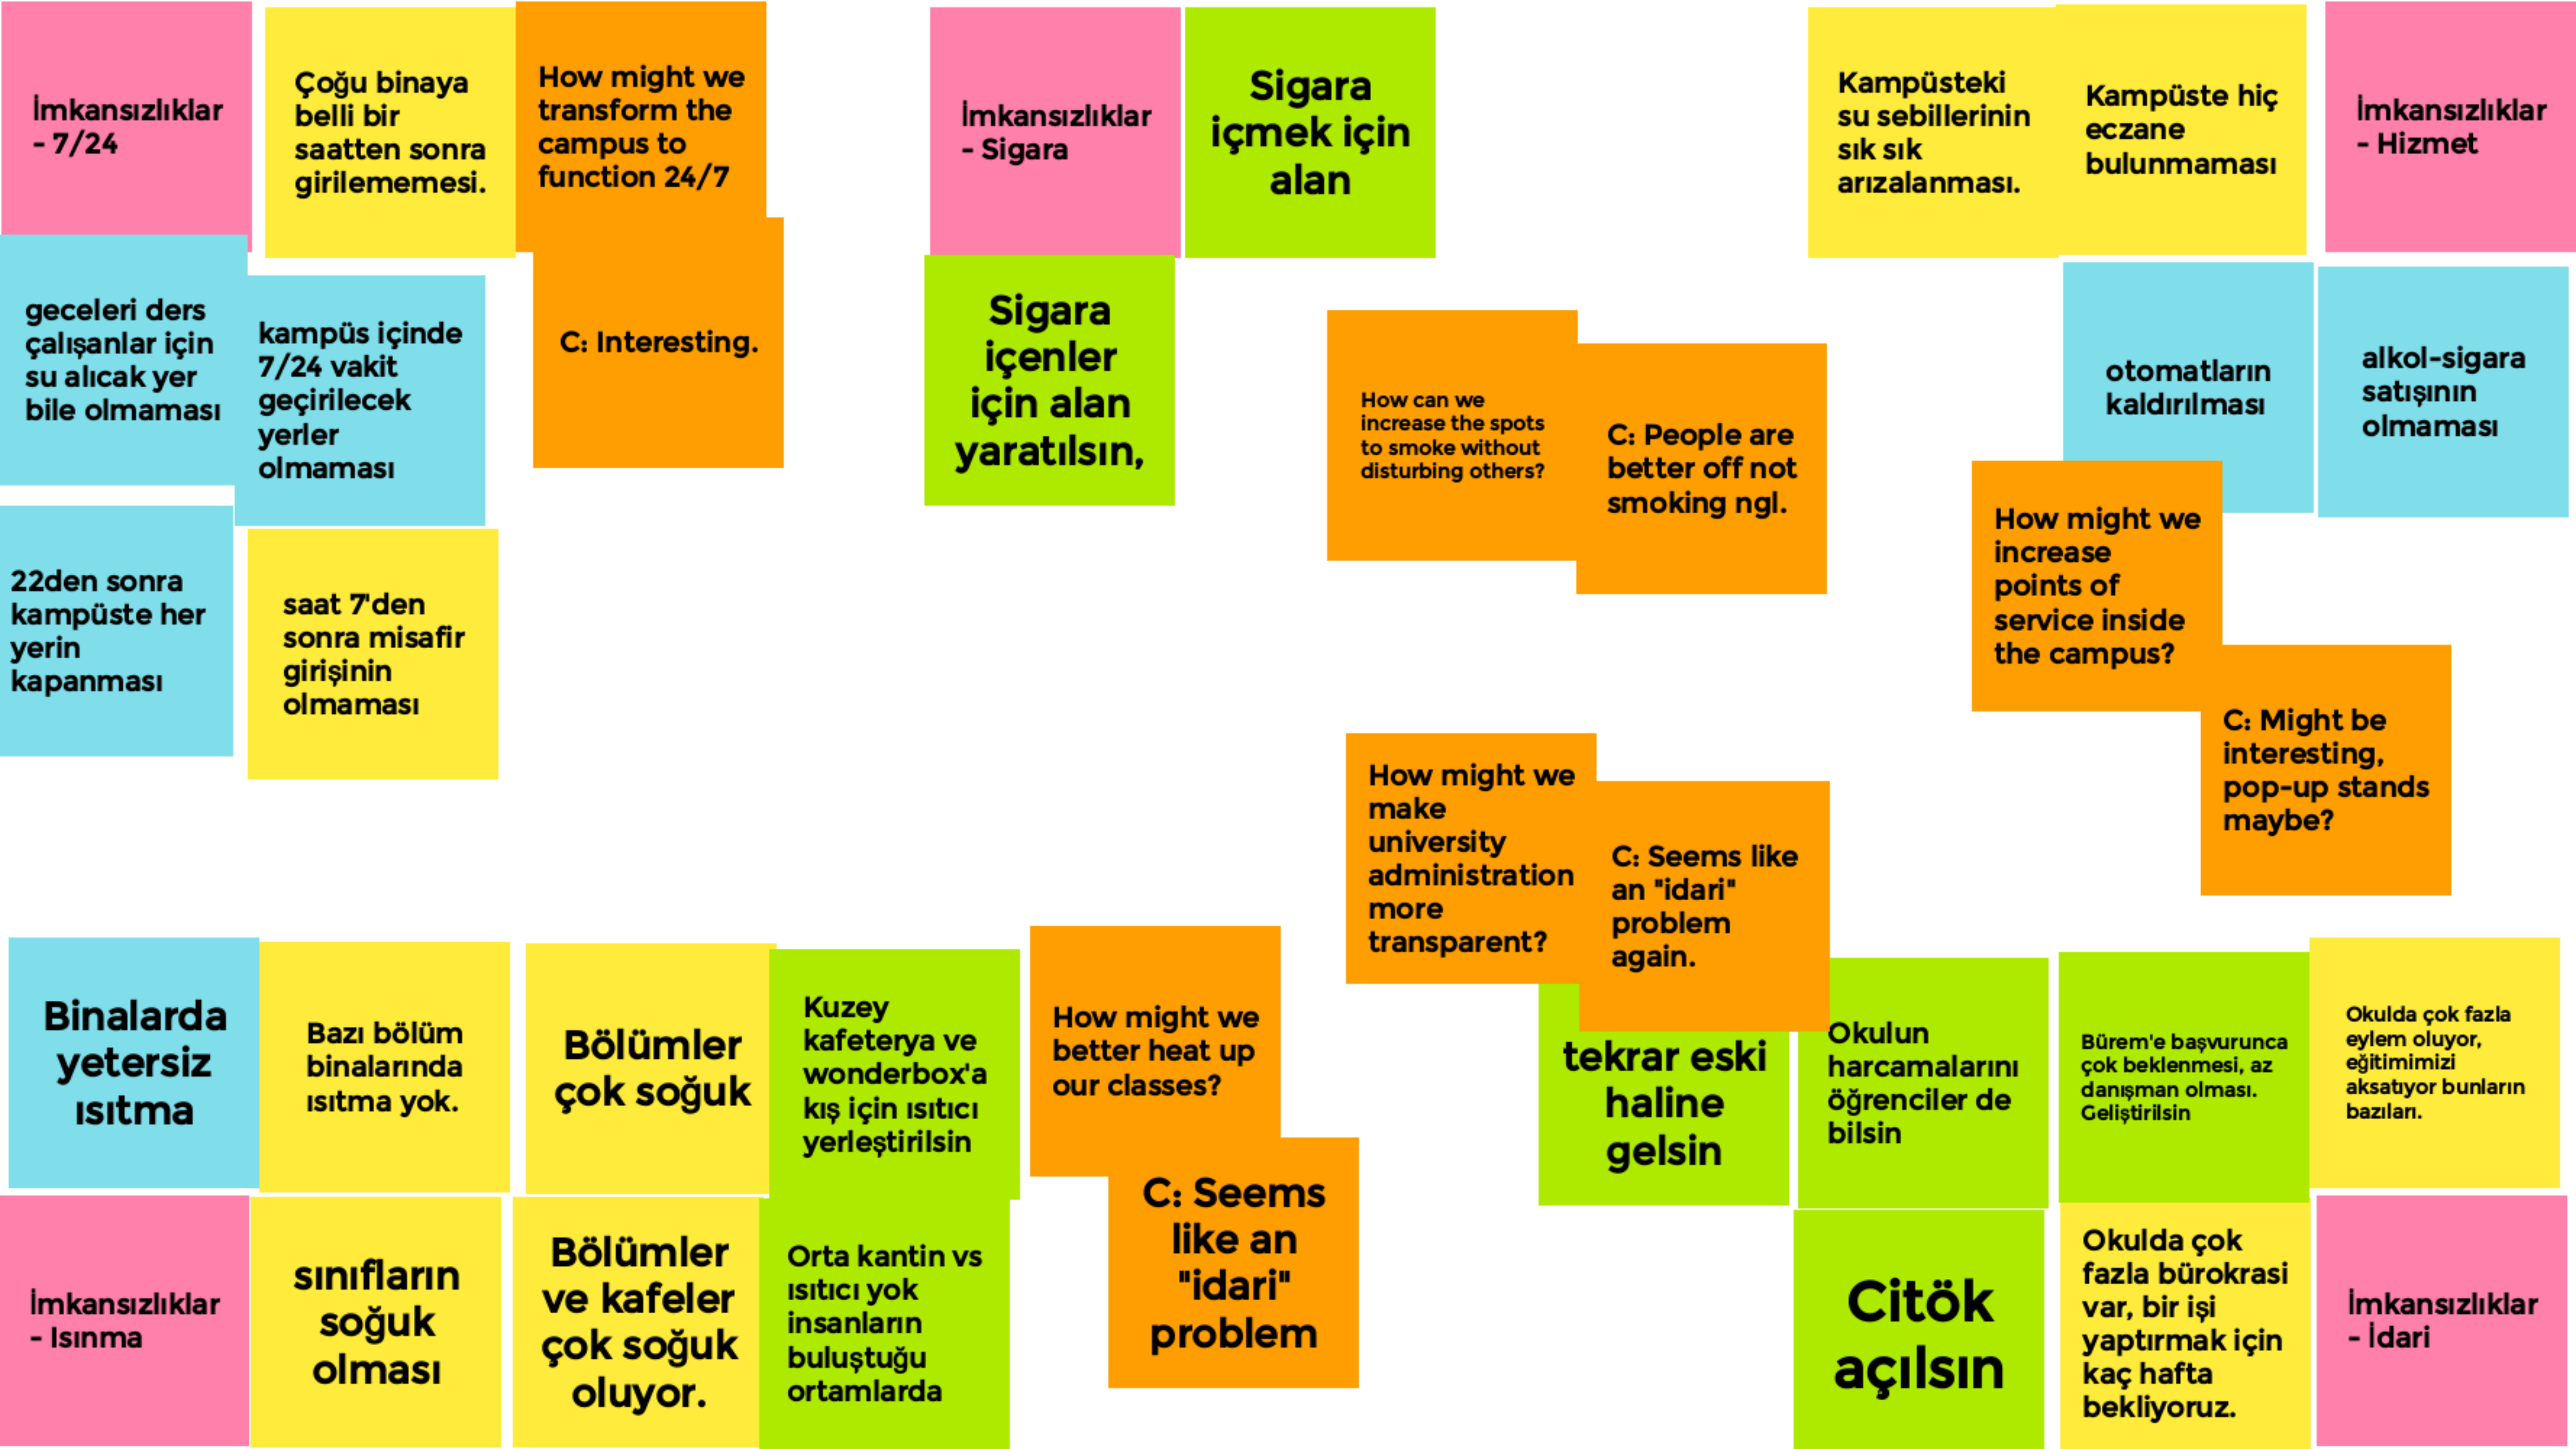 İmkansızlıklar
- 7/24
Çoğu binaya
belli bir
saatten sonra
girilememesi.
How might we
transform the
campus to
function 24/7
C: Interesting.
geceleri ders
çalışanlar için
su alıcak yer
bile olmaması
kampüs içinde
7/24 vakit
geçirilecek
yerler
olmaması
22den sonra
kampüste her
yerin
kapanması
saat 7'den
sonra misafir
girişinin
olmaması
İmkansızlıklar
- Sigara
Sigara
içmek için
alan
Sigara
içenler
için alan
yaratılsın,
How can we
increase the spots
to smoke without
disturbing others?
C: People are
better off not
smoking ngl.
Kampüsteki
su sebillerinin
sık sık
arızalanması.
Kampüste hiç
eczane
bulunmaması
İmkansızlıklar
- Hizmet
otomatların
kaldırılması
alkol-sigara
satışının
olmaması
How might we
increase
points of
service inside
the campus?
C: Might be
interesting,
pop-up stands
maybe?
Binalarda
yetersiz
ısıtma
Bazı bölüm
binalarında
ısıtma yok.
Bölümler
çok soğuk
Kuzey
kafeterya ve
wonderbox'a
kış için ısıtıcı
yerleştirilsin
How might we
better heat up
our classes?
C: Seems
like an
"idari"
problem
İmkansızlıklar
- Isınma
sınıfların
soğuk
olması
Bölümler
ve kafeler
çok soğuk
oluyor.
Orta kantin vs
ısıtıcı yok
insanların
buluştuğu
ortamlarda
How might we
make
university
administration
more
transparent?
C: Seems like
an "idari"
problem
again.
tekrar eski
haline
gelsin
Okulun
harcamalarını
öğrenciler de
bilsin
Bürem'e başvurunca
çok beklenmesi, az
danışman olması.
Geliştirilsin
Okulda çok fazla
eylem oluyor,
eğitimimizi
aksatıyor bunların
bazıları.
Citök
açılsın
Okulda çok
fazla bürokrasi
var, bir işi
yaptırmak için
kaç hafta
bekliyoruz.
İmkansızlıklar
- İdari